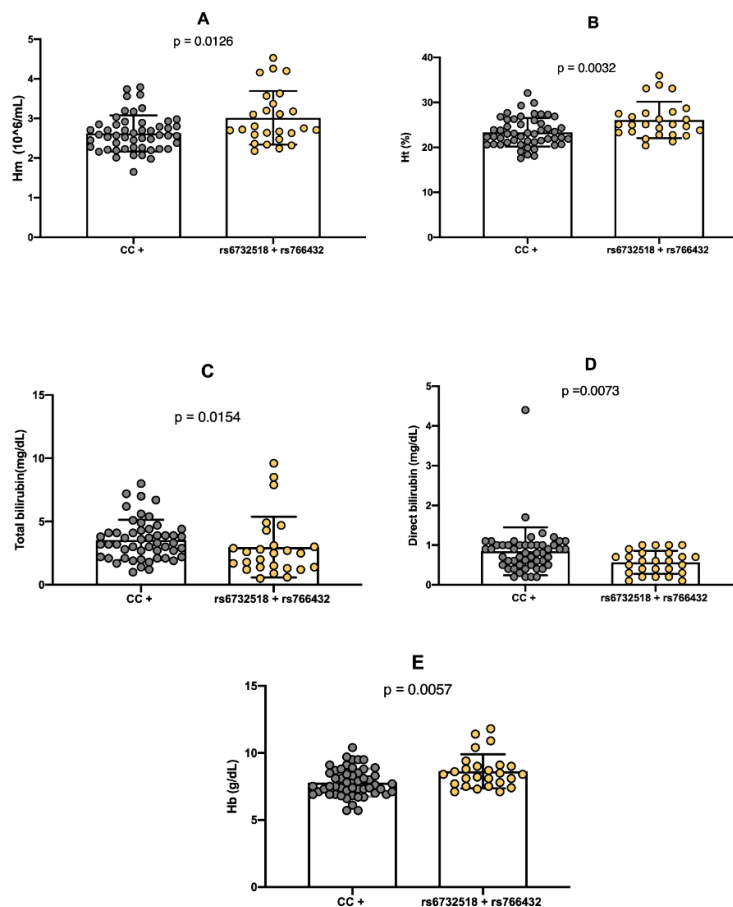 A
p = 0.0126
Hm (10^6/mL)
5
4
3
2
1
0
CC +
rs6732518 + rs766432
B
p = 0.0032
Ht (%)
40
30
20
10
0
CC +
rs6732518 + rs766432
C
p = 0.0154
Total bilirubin(mg/dL)
15
10
5
0
CC +
rs6732518 + rs766432
D
p =0.0073
Direct bilirubin (mg/dL)
5
4
3
2
1
0
CC +
rs6732518 + rs766432
E
p = 0.0057
Hb (g/dL)
15
10
5
0
CC +
rs6732518 + rs766432